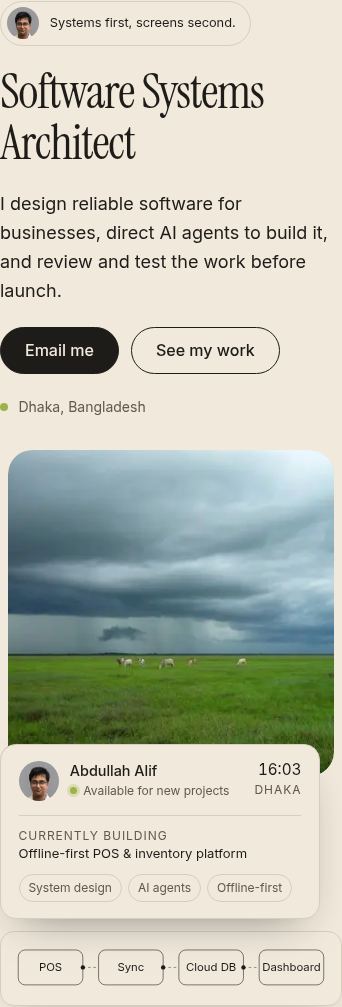 Systems first, screens second.
Software Systems
Architect
I design reliable software for
businesses, direct AI agents to build it,
and review and test the work before
launch.
Email me
See my work
Dhaka, Bangladesh
Abdullah Alif
16:03
Available for new projects
DHAKA
CURRENTLY BUILDING
Offline-first POS & inventory platform
System design
AI agents
Offline-first
POS
Sync
Cloud DB
Dashboard